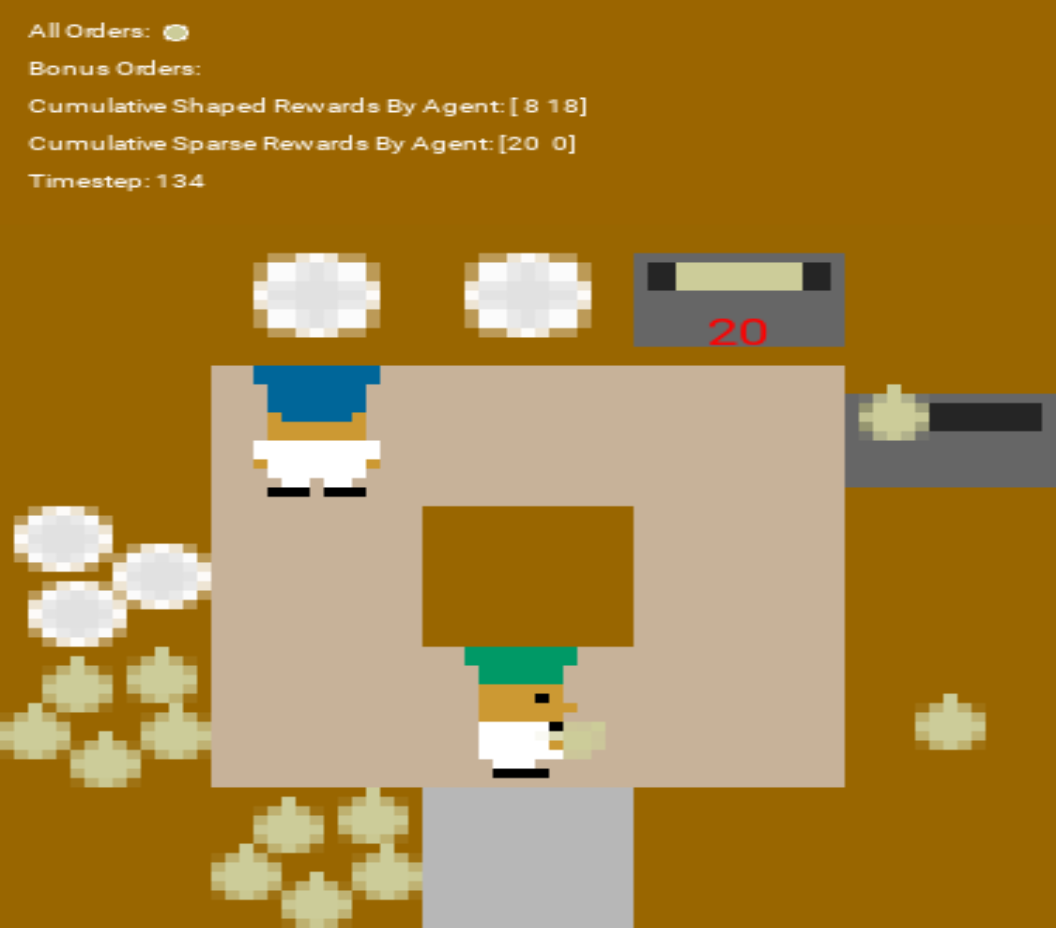 All Orders:
Bonus Orders:
Cumulative Shaped Rewards By Agent: [ 8 18]
Cumulative Sparse Rewards By Agent: [20  0]
Timestep: 134
20